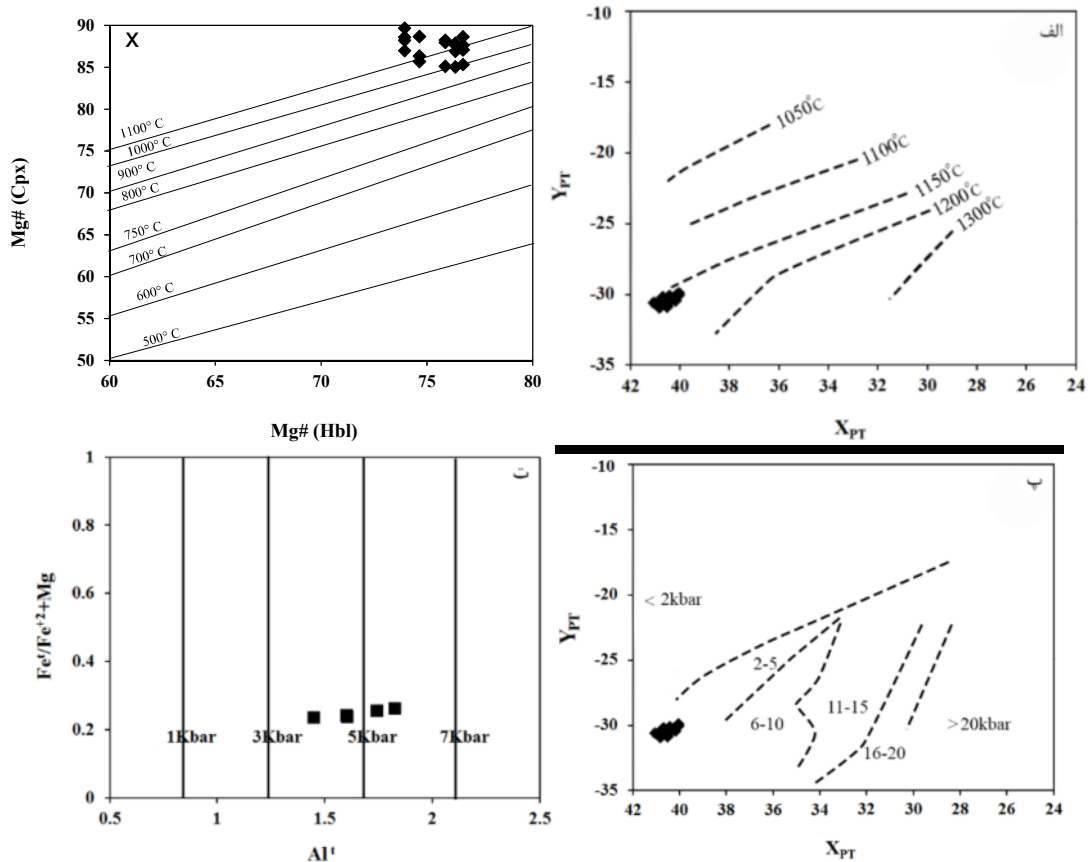 X
90
85
80
75
70
65
60
55
50
60
65
70
75
80
1100° C
1000° C
900° C
800° C
750° C
700° C
600° C
500° C
Mg# (Cpx)
Mg# (Hbl)
الف
-10
-15
-20
-25
-30
-35
42
40
38
36
34
32
30
28
26
24
1050°C
1100°C
1150°C
1200°C
1300°C
Y_PT
X_PT
1
0.8
0.6
0.4
0.2
0
0.5
1
1.5
2
2.5
1Kbar
3Kbar
5Kbar
7Kbar
Feᵗ/Fe⁺²+Mg
Alᵗ
پ
-10
-15
-20
-25
-30
-35
42
40
38
36
34
32
30
28
26
24
< 2kbar
2-5
6-10
11-15
16-20
>20kbar
Y_PT
X_PT